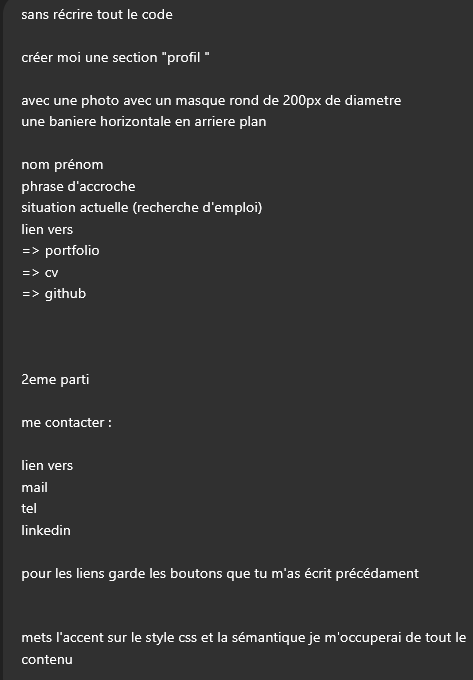 sans récrire tout le code
créer moi une section "profil "
avec une photo avec un masque rond de 200px de diametre
une baniere horizontale en arriere plan
nom prénom
phrase d'accroche
situation actuelle (recherche d'emploi)
lien vers
=> portfolio
=> cv
=> github
2eme parti
me contacter :
lien vers
mail
tel
linkedin
pour les liens garde les boutons que tu m'as écrit précédament
mets l'accent sur le style css et la sémantique je m'occuperai de tout le
contenu